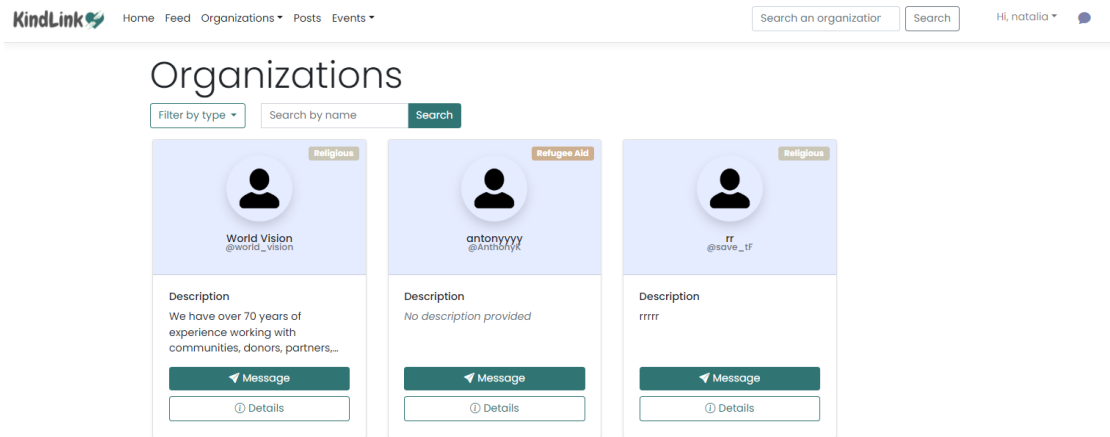 KindLink Home Feed Organizations Posts Events Search an organizatior Search Hi, natalia
Organizations
Filter by type Search by name Search
Religious Refugee Aid Religious
World Vision antonyyyy rr
@world_vision @AnthonyK @save_tF
Description Description Description
We have over 70 years of No description provided rrrrr
experience working with
communities, donors, partners,...
Message Message Message
Details Details Details